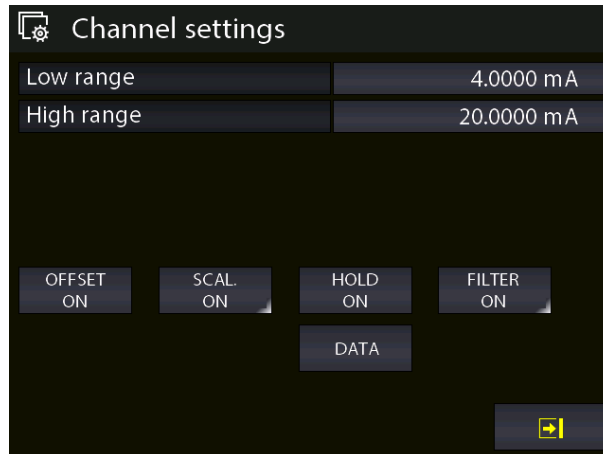 Channel settings
Low range 4.0000 mA
High range 20.0000 mA
OFFSET SCAL. HOLD FILTER
ON ON ON ON
DATA